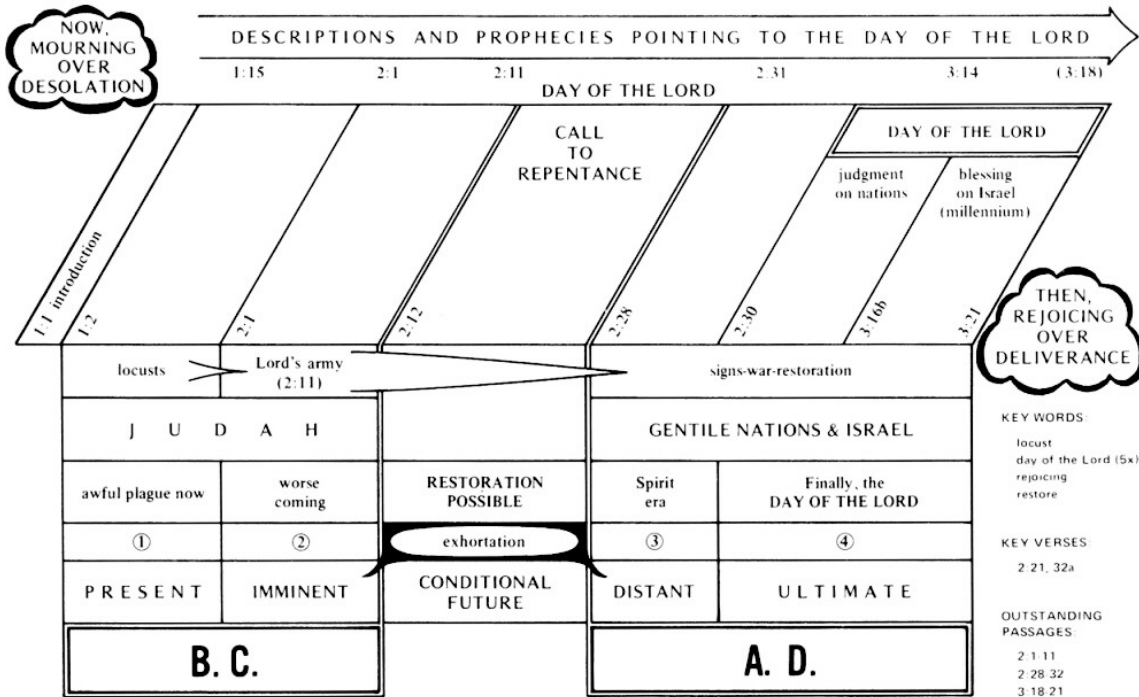 NOW,
MOURNING
OVER
DESOLATION
DESCRIPTIONS AND PROPHECIES POINTING TO THE DAY OF THE LORD
1:15 2:1 2:11 2:31 3:14 (3:18)
DAY OF THE LORD
CALL
TO
REPENTANCE
DAY OF THE LORD
judgment
on nations
blessing
on Israel
(millennium)
1:1 introduction
1:2
2:1
2:12
2:28
2:30
3:16b
3:21
THEN,
REJOICING
OVER
DELIVERANCE
locusts
Lord's army
(2:11)
signs-war-restoration
JUDAH
GENTILE NATIONS & ISRAEL
awful plague now
worse
coming
RESTORATION
POSSIBLE
Spirit
era
Finally, the
DAY OF THE LORD
① ② exhortation ③ ④
PRESENT
IMMINENT
CONDITIONAL
FUTURE
DISTANT
ULTIMATE
B. C.
A. D.
KEY WORDS:
locust
day of the Lord (5x)
rejoicing
restore
KEY VERSES
2:21, 32a
OUTSTANDING
PASSAGES:
2:1-11
2:28-32
3:18-21